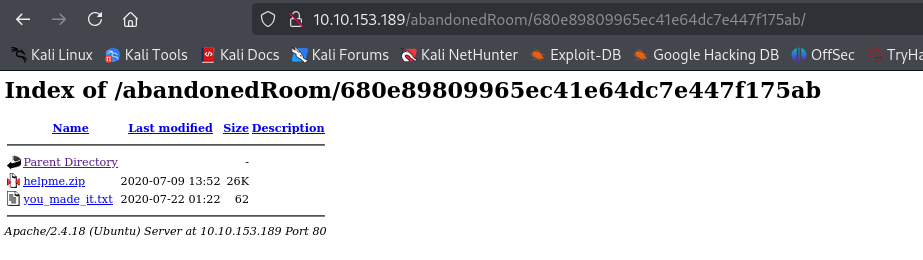 10.10.153.189/abandonedRoom/680e89809965ec41e64dc7e447f175ab/
Kali Linux Kali Tools Kali Docs Kali Forums Kali NetHunter Exploit-DB Google Hacking DB OffSec TryHa
Index of /abandonedRoom/680e89809965ec41e64dc7e447f175ab
Name Last modified Size Description
Parent Directory -
helpme.zip 2020-07-09 13:52 26K
you_made_it.txt 2020-07-22 01:22 62
Apache/2.4.18 (Ubuntu) Server at 10.10.153.189 Port 80